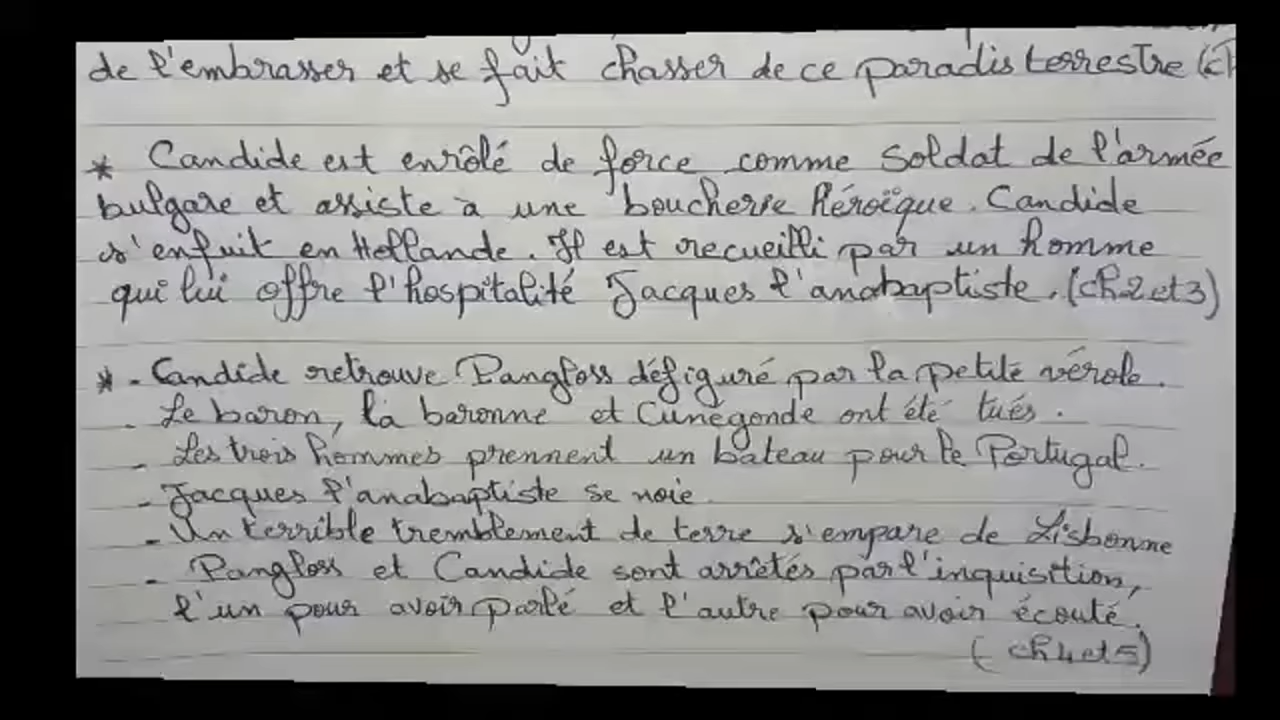 de l'embrasser et se fait chasser de ce paradis terrestre (ch
* Candide est enrôlé de force comme soldat de l'armée
bulgare et assiste à une boucherie héroïque. Candide
s'enfuit en Hollande. Il est recueilli par un homme
qui lui offre l'hospitalité Jacques l'anabaptiste. (ch2 et 3)
* - Candide retrouve Pangloss défiguré par la petite vérole.
- Le baron, la baronne et Cunégonde ont été tués.
- Les trois hommes prennent un bateau pour le Portugal.
- Jacques l'anabaptiste se noie.
- Un terrible tremblement de terre s'empare de Lisbonne
- Pangloss et Candide sont arrêtés par l'inquisition,
l'un pour avoir parlé et l'autre pour avoir écouté.
(ch4 et 5)